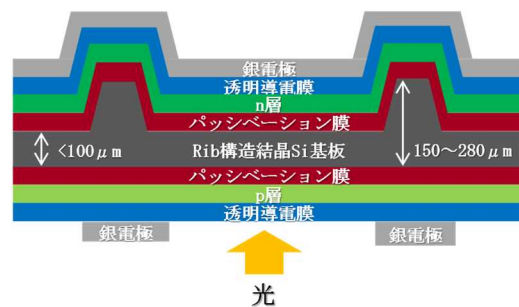 銀電極
透明導電膜
n層
パッシベーション膜
<100μm
Rib構造結晶Si基板
150～280μm
パッシベーション膜
p層
透明導電膜
銀電極
銀電極
光